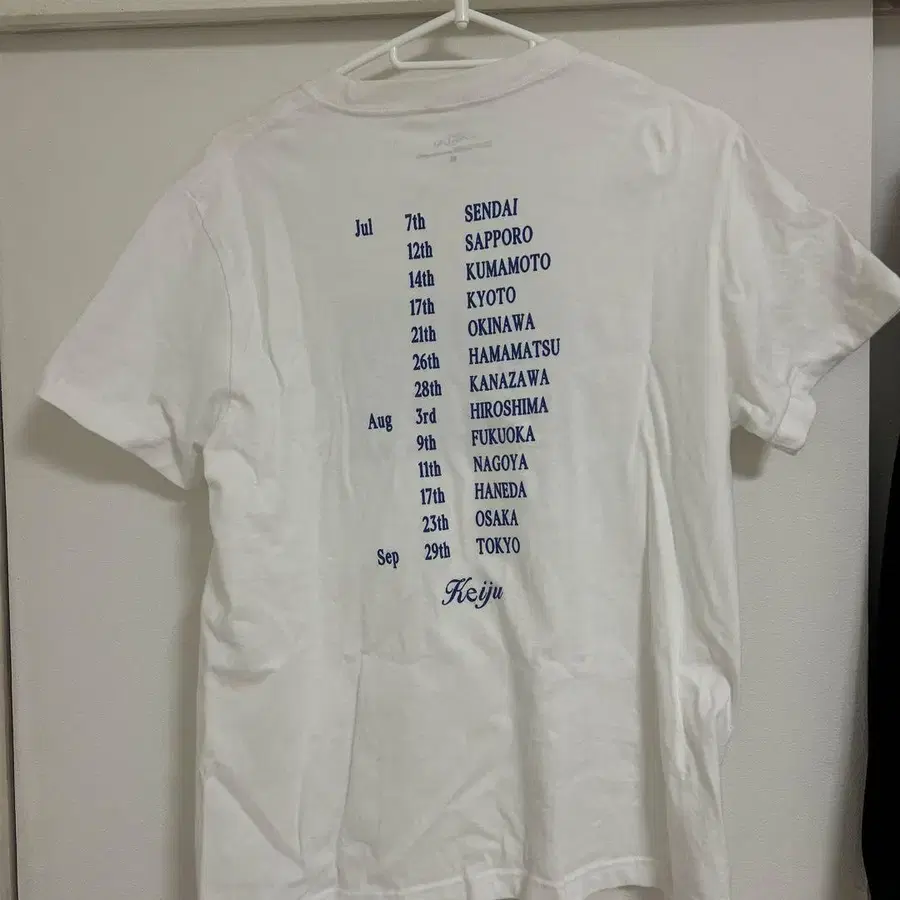 Jul 7th SENDAI
12th SAPPORO
14th KUMAMOTO
17th KYOTO
21th OKINAWA
26th HAMAMATSU
28th KANAZAWA
Aug 3rd HIROSHIMA
9th FUKUOKA
11th NAGOYA
17th HANEDA
23th OSAKA
Sep 29th TOKYO
Keiju